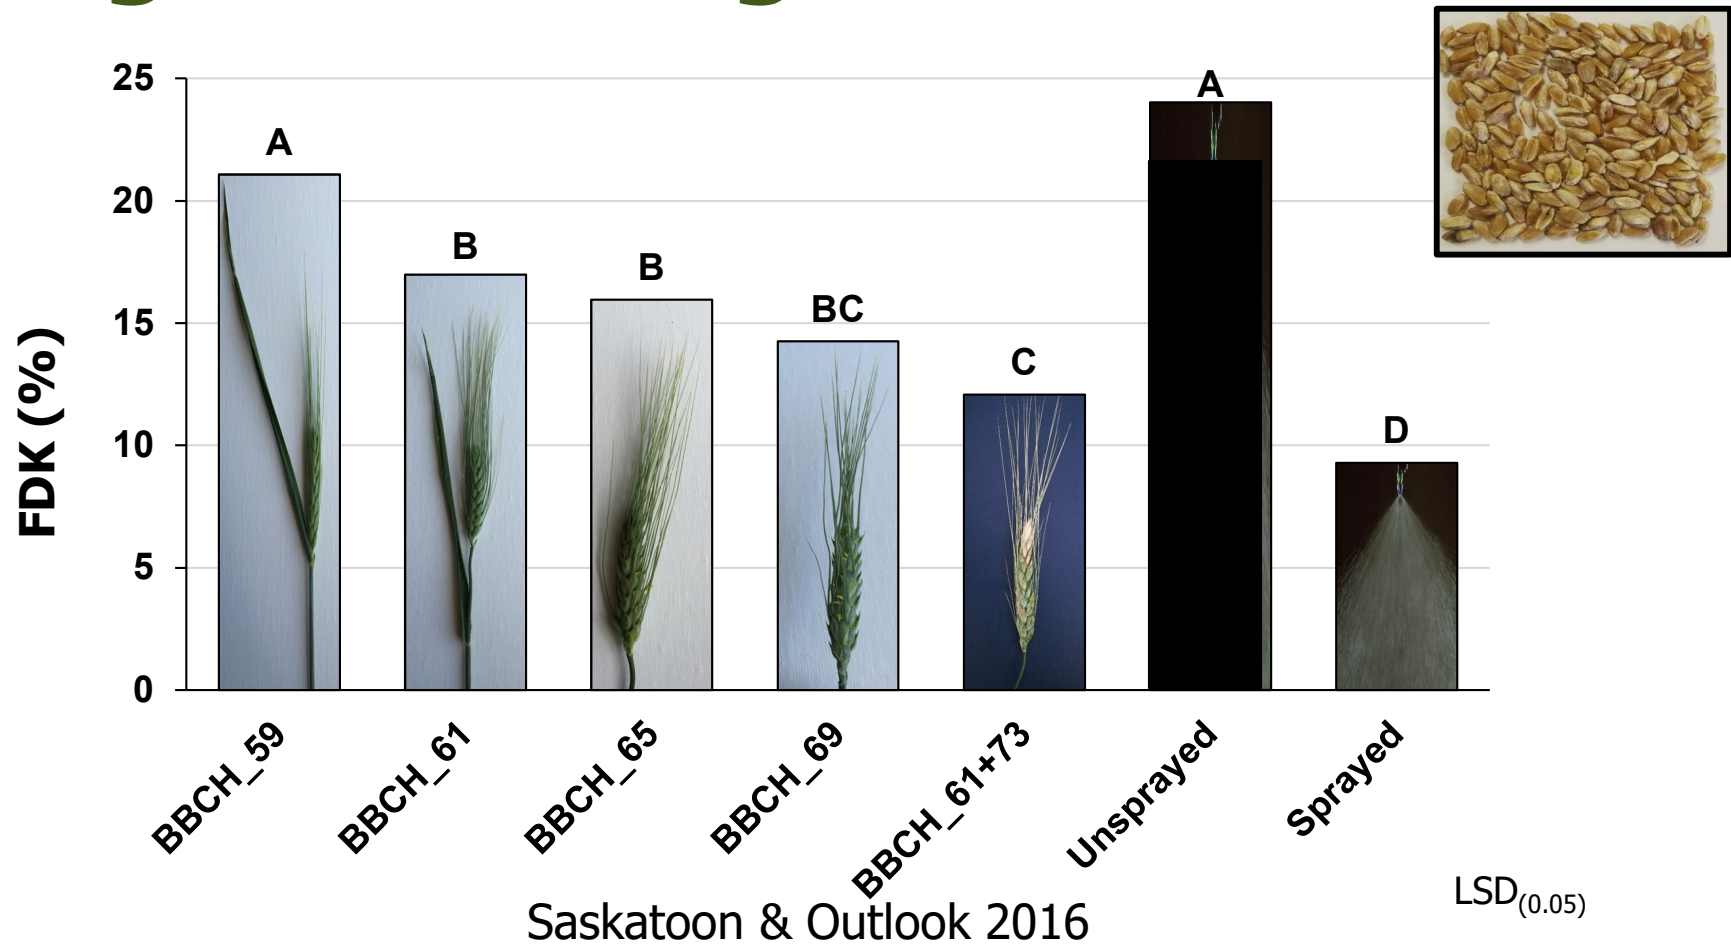 25
20
15
10
5
0
FDK (%)
A
B
B
BC
C
A
D
BBCH_59
BBCH_61
BBCH_65
BBCH_69
BBCH_61+73
Unsprayed
Sprayed
Saskatoon & Outlook 2016
LSD(0.05)